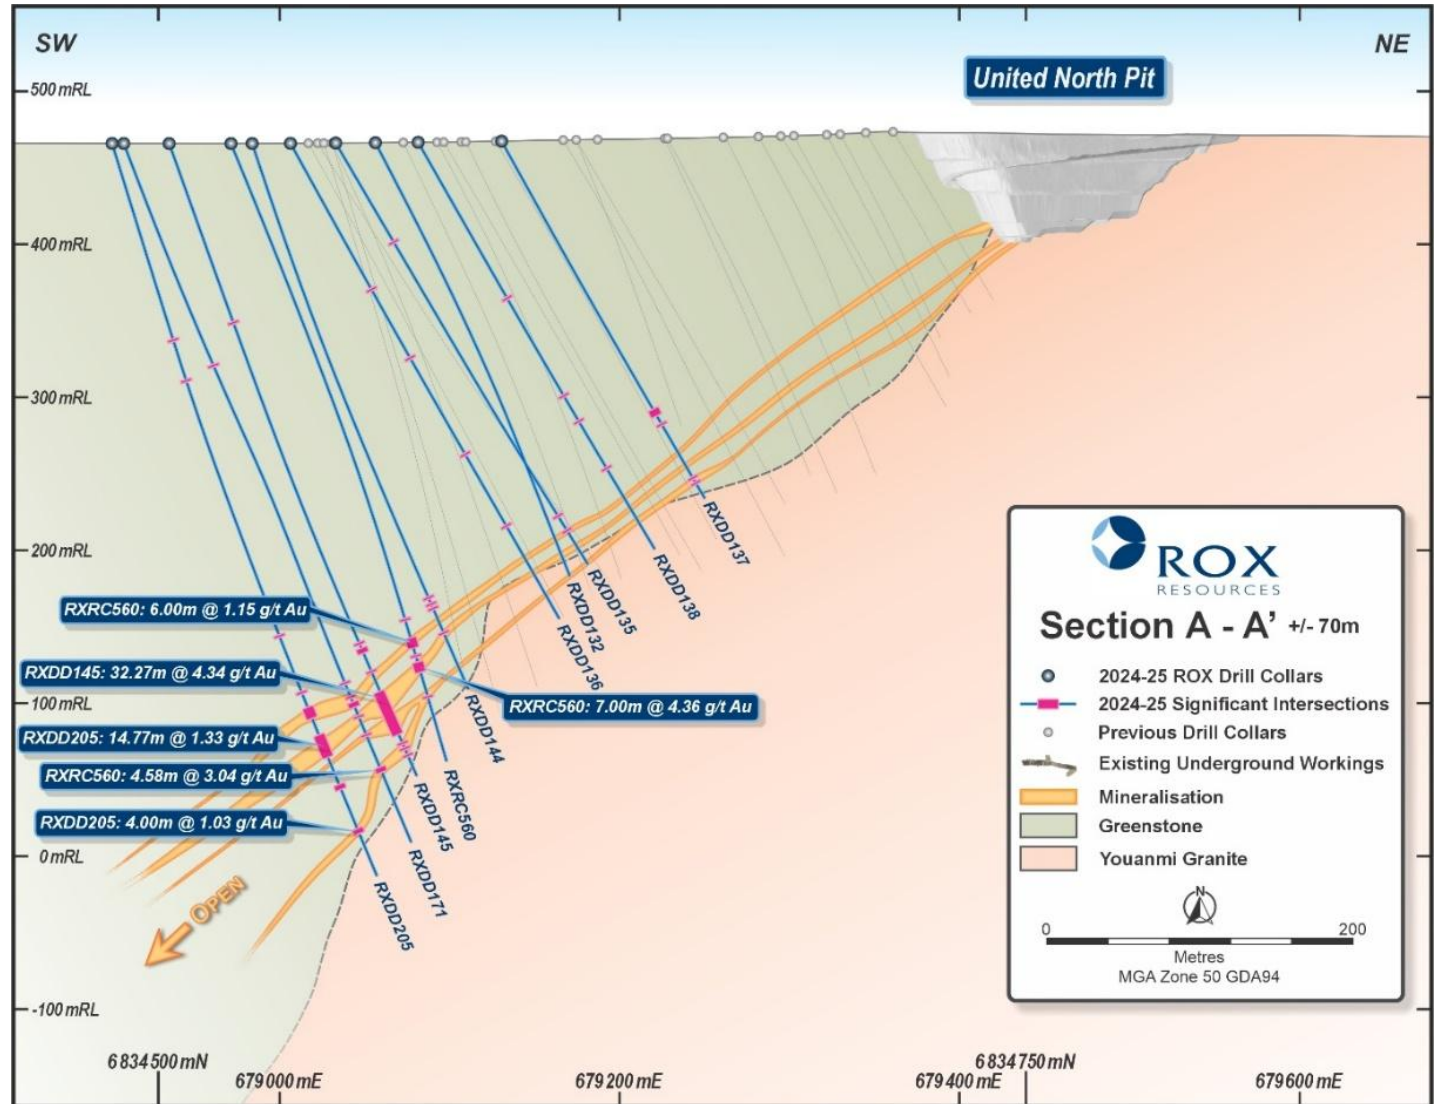 SW
NE
United North Pit
500 mRL
400 mRL
300 mRL
200 mRL
100 mRL
0 mRL
-100 mRL
RXRC560: 6.00m @ 1.15 g/t Au
RXDD145: 32.27m @ 4.34 g/t Au
RXRC560: 7.00m @ 4.36 g/t Au
RXDD205: 14.77m @ 1.33 g/t Au
RXRC560: 4.58m @ 3.04 g/t Au
RXDD205: 4.00m @ 1.03 g/t Au
RXDD137
RXDD138
RXDD135
RXDD132
RXDD136
RXDD144
RXRC560
RXDD145
RXDD171
RXDD205
OPEN
ROX
RESOURCES
Section A - A' +/- 70m
2024-25 ROX Drill Collars
2024-25 Significant Intersections
Previous Drill Collars
Existing Underground Workings
Mineralisation
Greenstone
Youanmi Granite
N
0 200
Metres
MGA Zone 50 GDA94
6 834 500 mN
6 834 750 mN
679 000 mE
679 200 mE
679 400 mE
679 600 mE